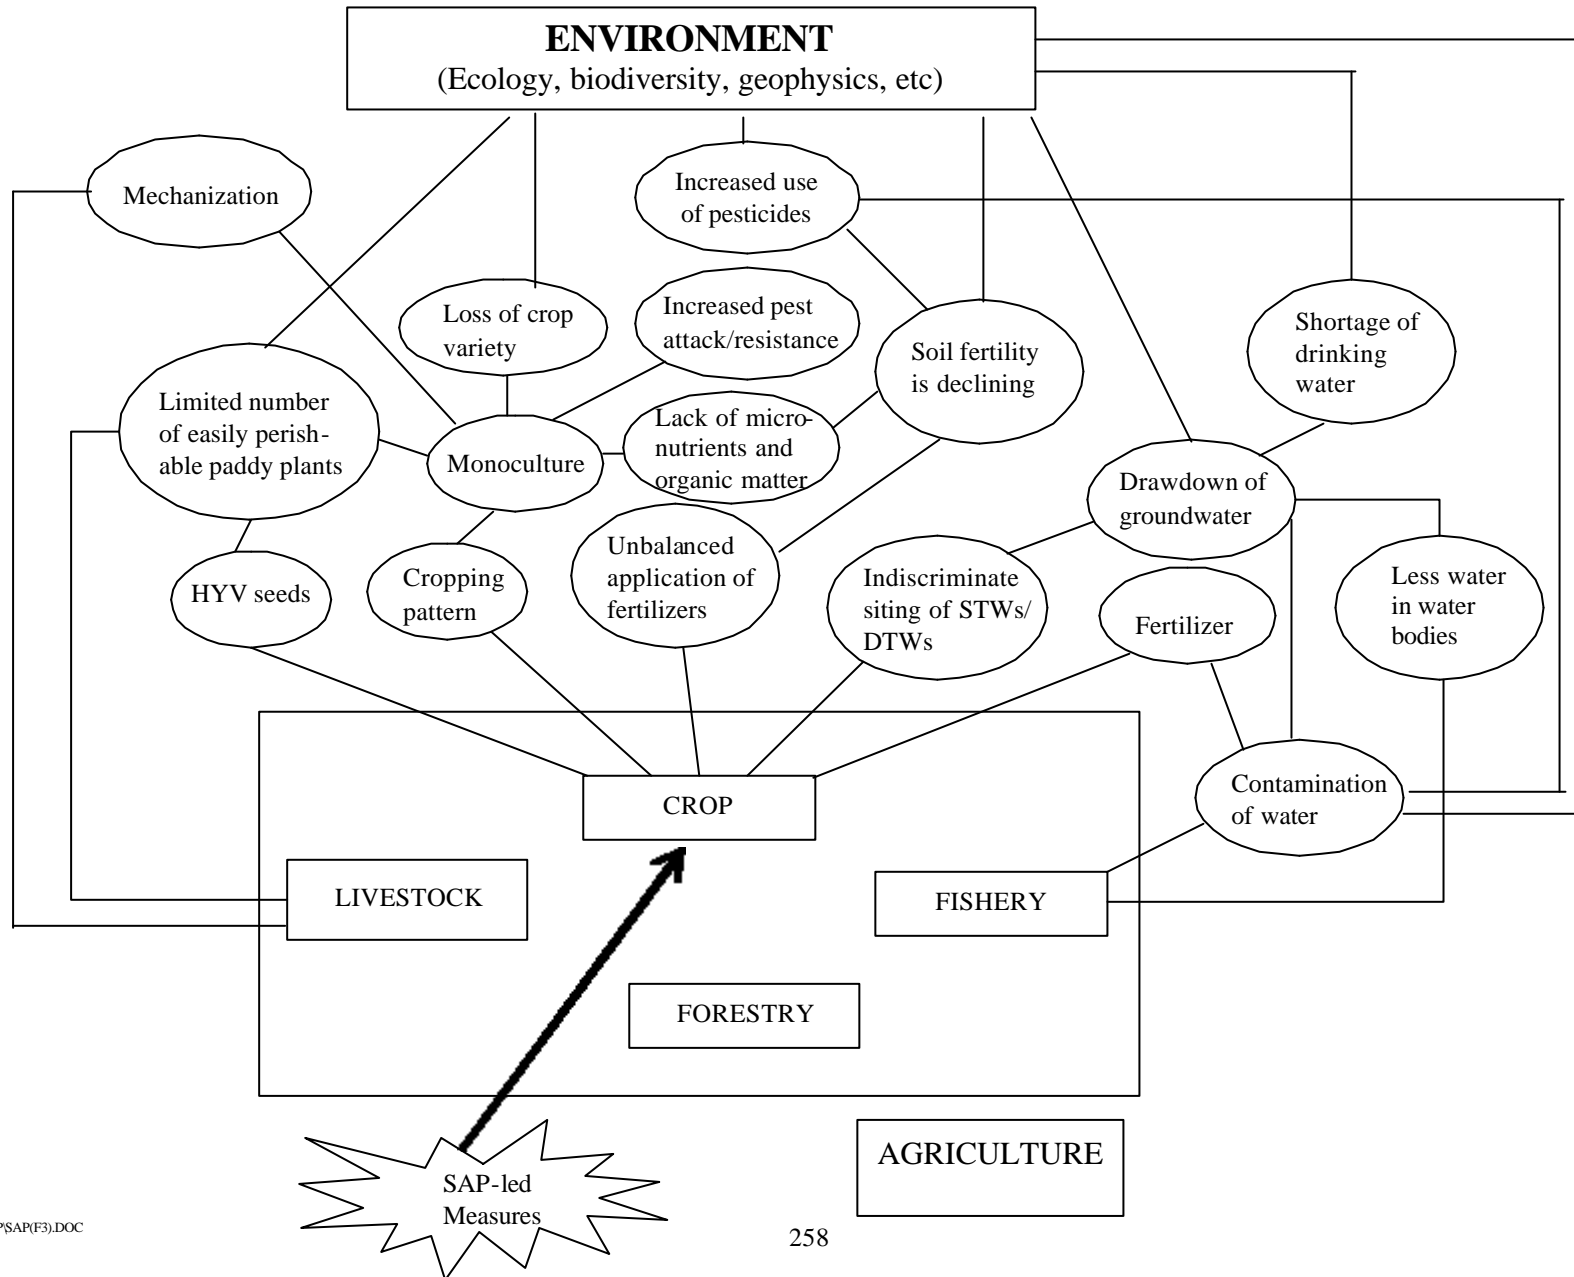 ENVIRONMENT
(Ecology, biodiversity, geophysics, etc)
Mechanization
Increased use
of pesticides
Loss of crop
variety
Increased pest
attack/resistance
Soil fertility
is declining
Shortage of
drinking
water
Limited number
of easily perish-
able paddy plants
Monoculture
Lack of micro-
nutrients and
organic matter
Drawdown of
groundwater
HYV seeds
Cropping
pattern
Unbalanced
application of
fertilizers
Indiscriminate
siting of STWs/
DTWs
Fertilizer
Less water
in water
bodies
CROP
Contamination
of water
LIVESTOCK
FISHERY
FORESTRY
AGRICULTURE
SAP-led
Measures
P\SAP(F3).DOC
258